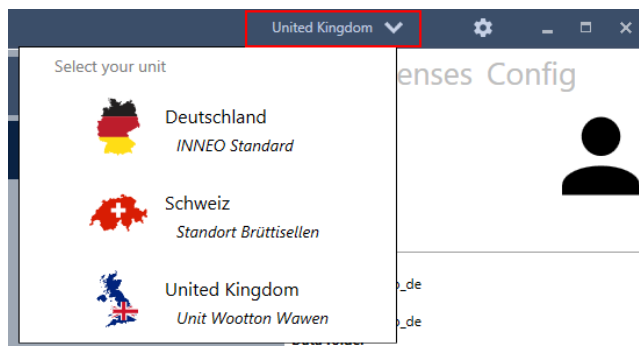 United Kingdom
Select your unit
enses Config
Deutschland
INNEO Standard
Schweiz
Standort Brüttisellen
United Kingdom
Unit Wootton Wawen
_de
_de